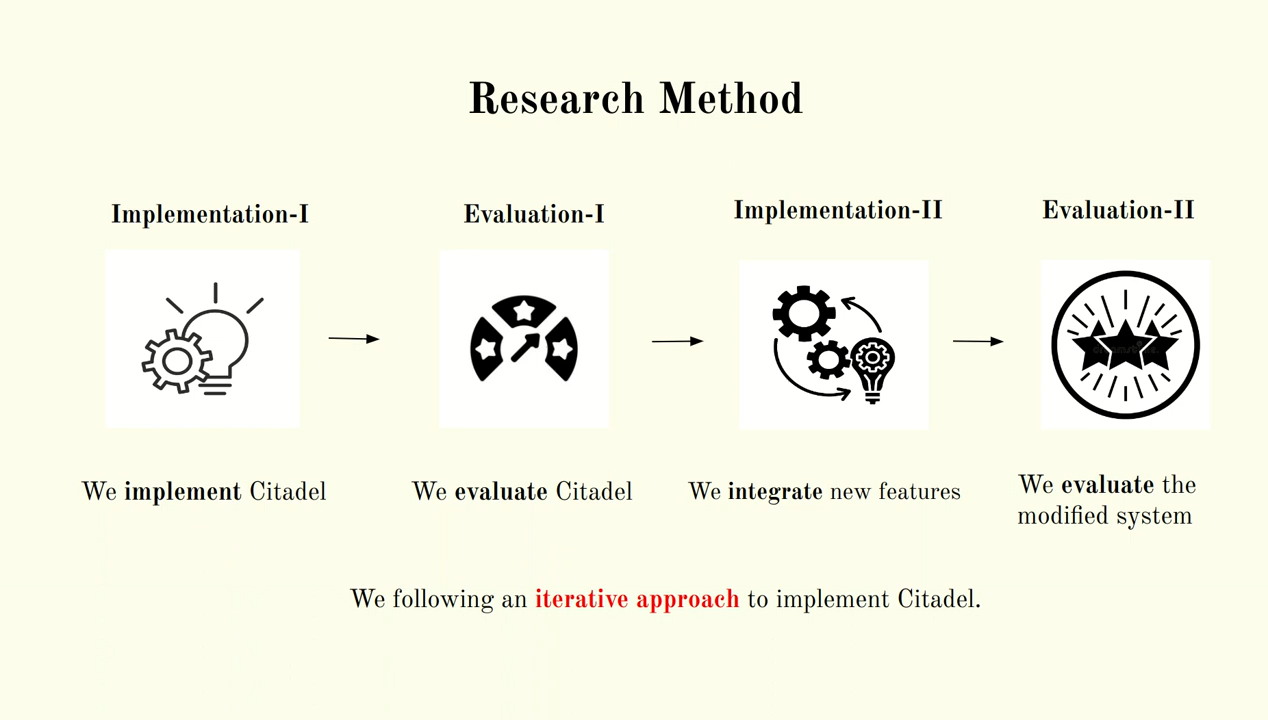 Research Method
Implementation-I
Evaluation-I
Implementation-II
Evaluation-II
We implement Citadel
We evaluate Citadel
We integrate new features
We evaluate the
modified system
We following an iterative approach to implement Citadel.